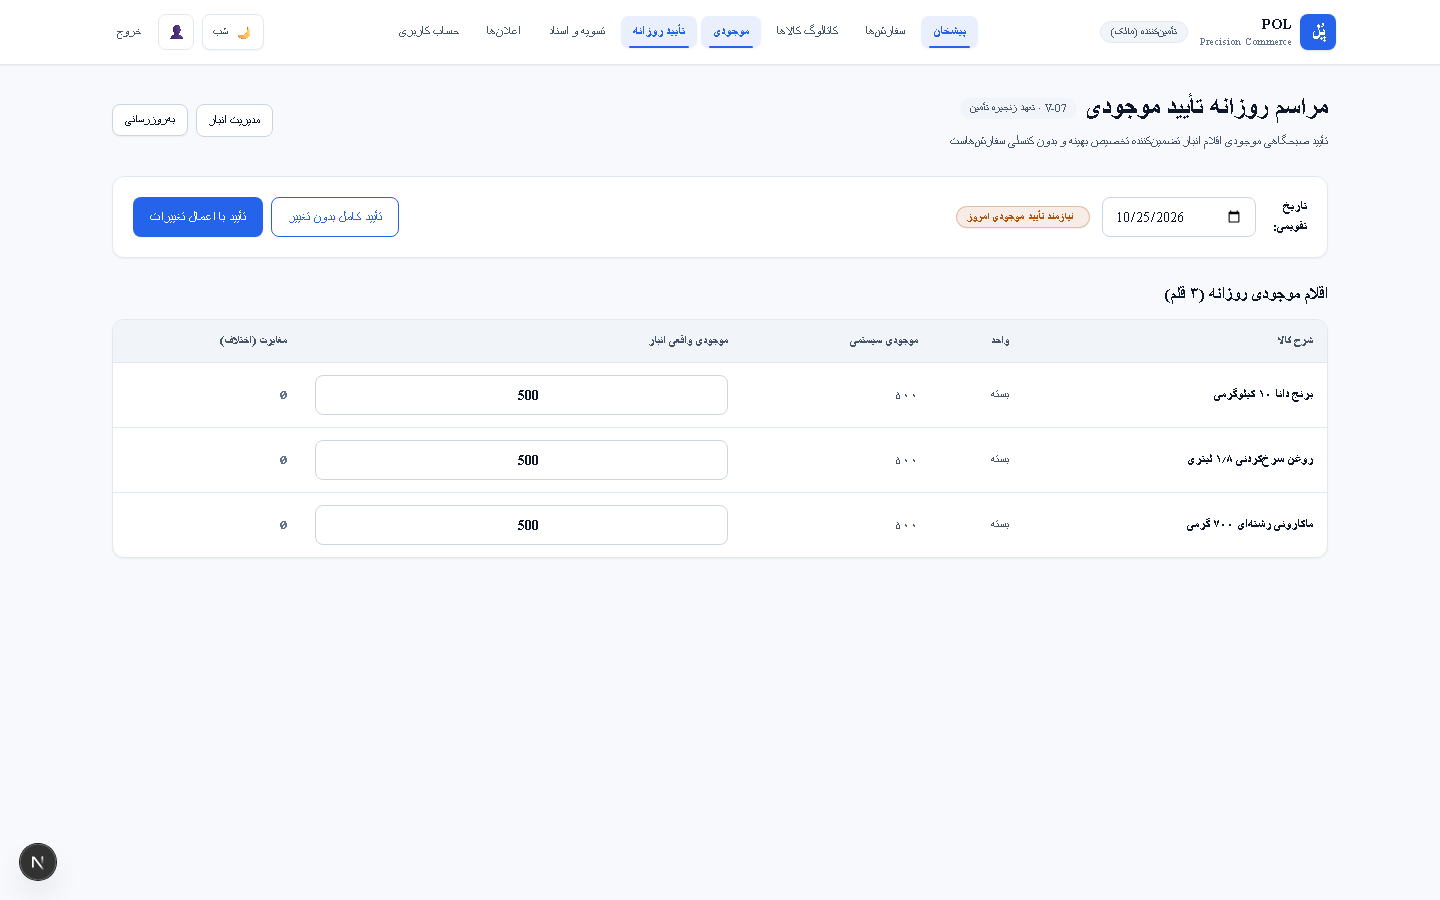 پُل
POL
Precision Commerce
تأمین‌کننده (مالک)
پیشخان
سفارش‌ها
کاتالوگ کالاها
موجودی
تأیید روزانه
تسویه و اسناد
اعلان‌ها
حساب کاربری
🌙 شب
👤
خروج
مراسم روزانه تأیید موجودی
V-07 · تعهد زنجیره تأمین
تأیید صبحگاهی موجودی اقلام انبار تضمین‌کننده تخصیص بهینه و بدون کنسلی سفارش‌هاست
مدیریت انبار
به‌روزرسانی
تاریخ
تقویمی:
10/25/2026
نیازمند تأیید موجودی امروز
تأیید کامل بدون تغییر
تأیید با اعمال تغییرات
اقلام موجودی روزانه (۳ قلم)
شرح کالا واحد موجودی سیستمی موجودی واقعی انبار مغایرت (اختلاف)
برنج دانا ۱۰ کیلوگرمی بسته ۵۰۰ 500 0
روغن سرخ‌کردنی ۱/۸ لیتری بسته ۵۰۰ 500 0
ماکارونی رشته‌ای ۷۰۰ گرمی بسته ۵۰۰ 500 0
N